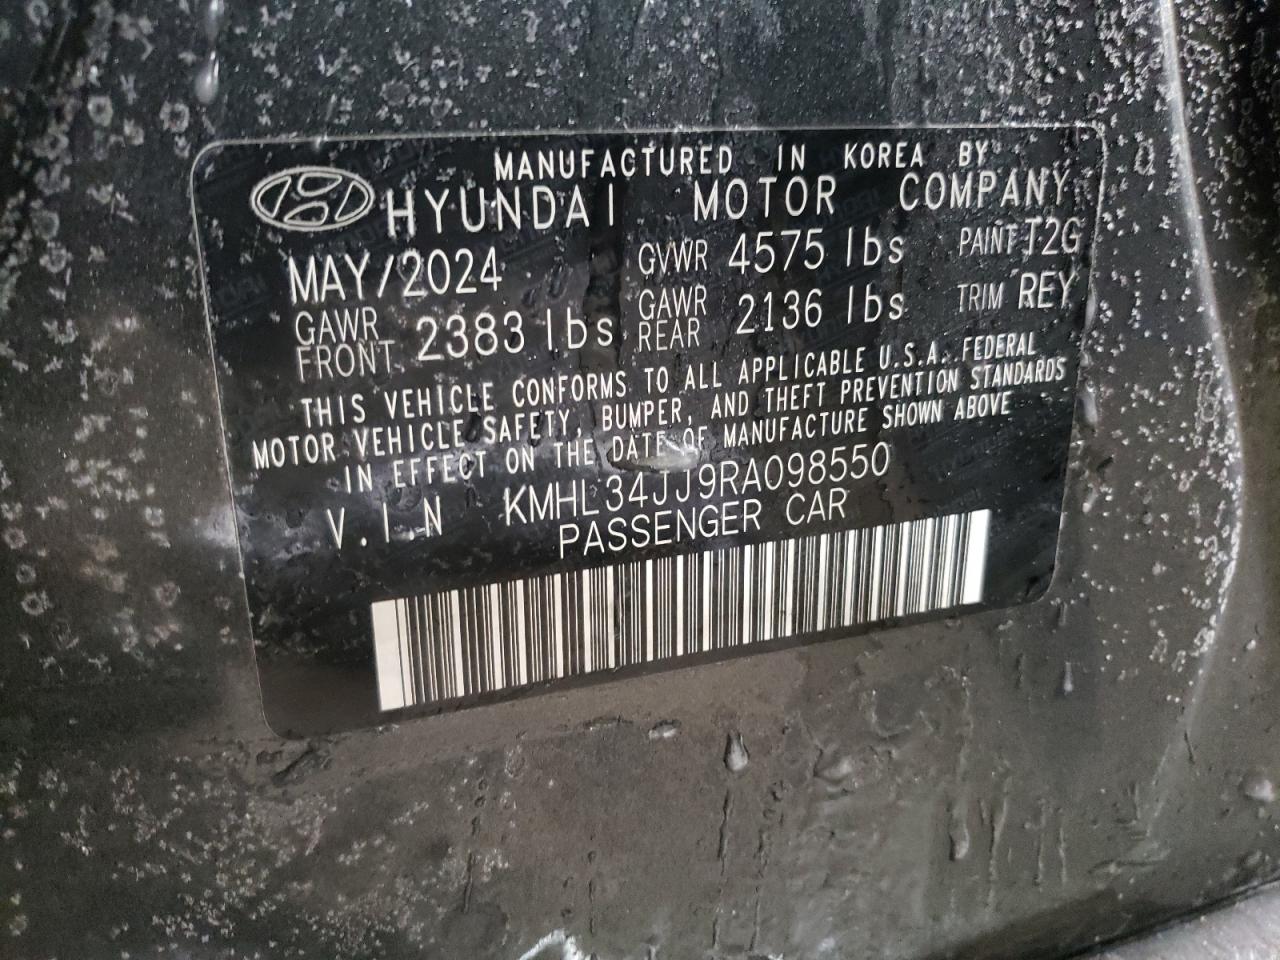 MANUFACTURED IN KOREA BY
HYUNDAI MOTOR COMPANY
MAY/2024 GVWR 4575 lbs PAINT T2G
GAWR FRONT 2383 lbs GAWR REAR 2136 lbs TRIM REY
THIS VEHICLE CONFORMS TO ALL APPLICABLE U.S.A. FEDERAL
MOTOR VEHICLE SAFETY, BUMPER, AND THEFT PREVENTION STANDARDS
IN EFFECT ON THE DATE OF MANUFACTURE SHOWN ABOVE
V.I.N KMHL34JJ9RA098550
PASSENGER CAR